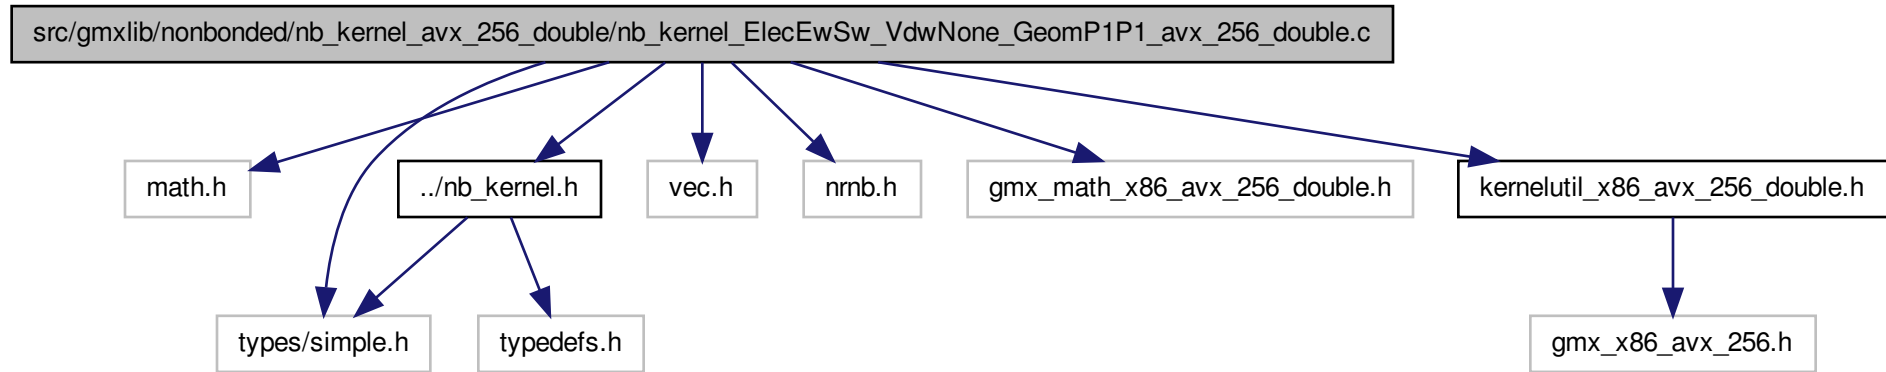 src/gmxlib/nonbonded/nb_kernel_avx_256_double/nb_kernel_ElecEwSw_VdwNone_GeomP1P1_avx_256_double.c
math.h
../nb_kernel.h
vec.h
nrnb.h
gmx_math_x86_avx_256_double.h
kernelutil_x86_avx_256_double.h
types/simple.h
typedefs.h
gmx_x86_avx_256.h